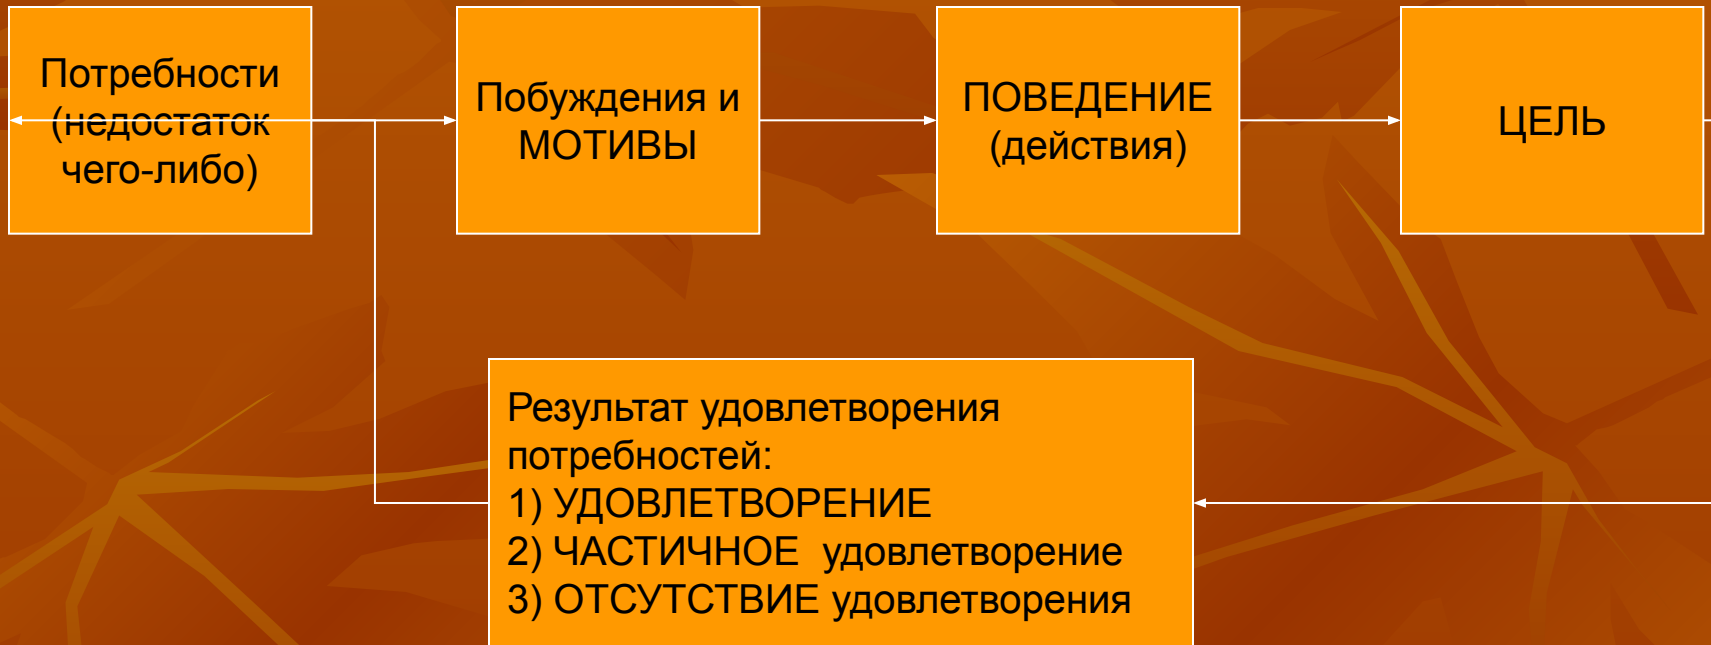 Потребности
(недостаток
чего-либо)
Побуждения и
МОТИВЫ
ПОВЕДЕНИЕ
(действия)
ЦЕЛЬ
Результат удовлетворения
потребностей:
1) УДОВЛЕТВОРЕНИЕ
2) ЧАСТИЧНОЕ  удовлетворение
3) ОТСУТСТВИЕ удовлетворения